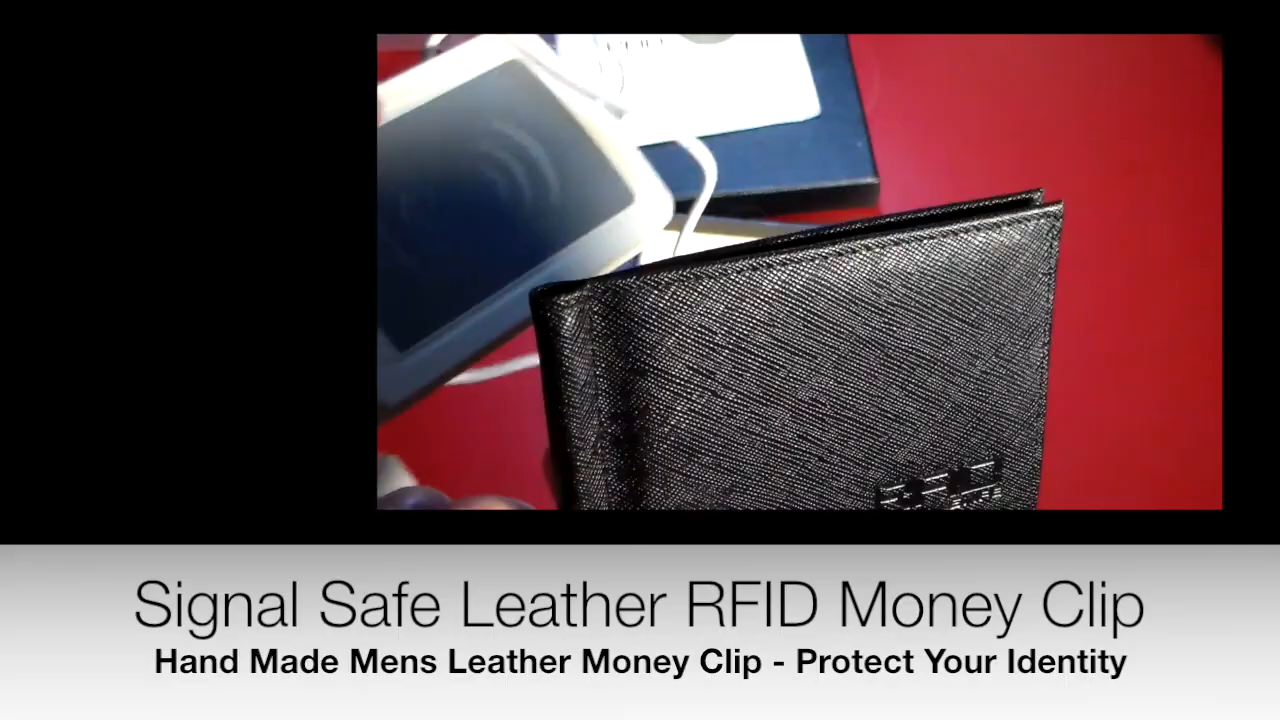 Signal Safe Leather RFID Money Clip
Hand Made Mens Leather Money Clip - Protect Your Identity